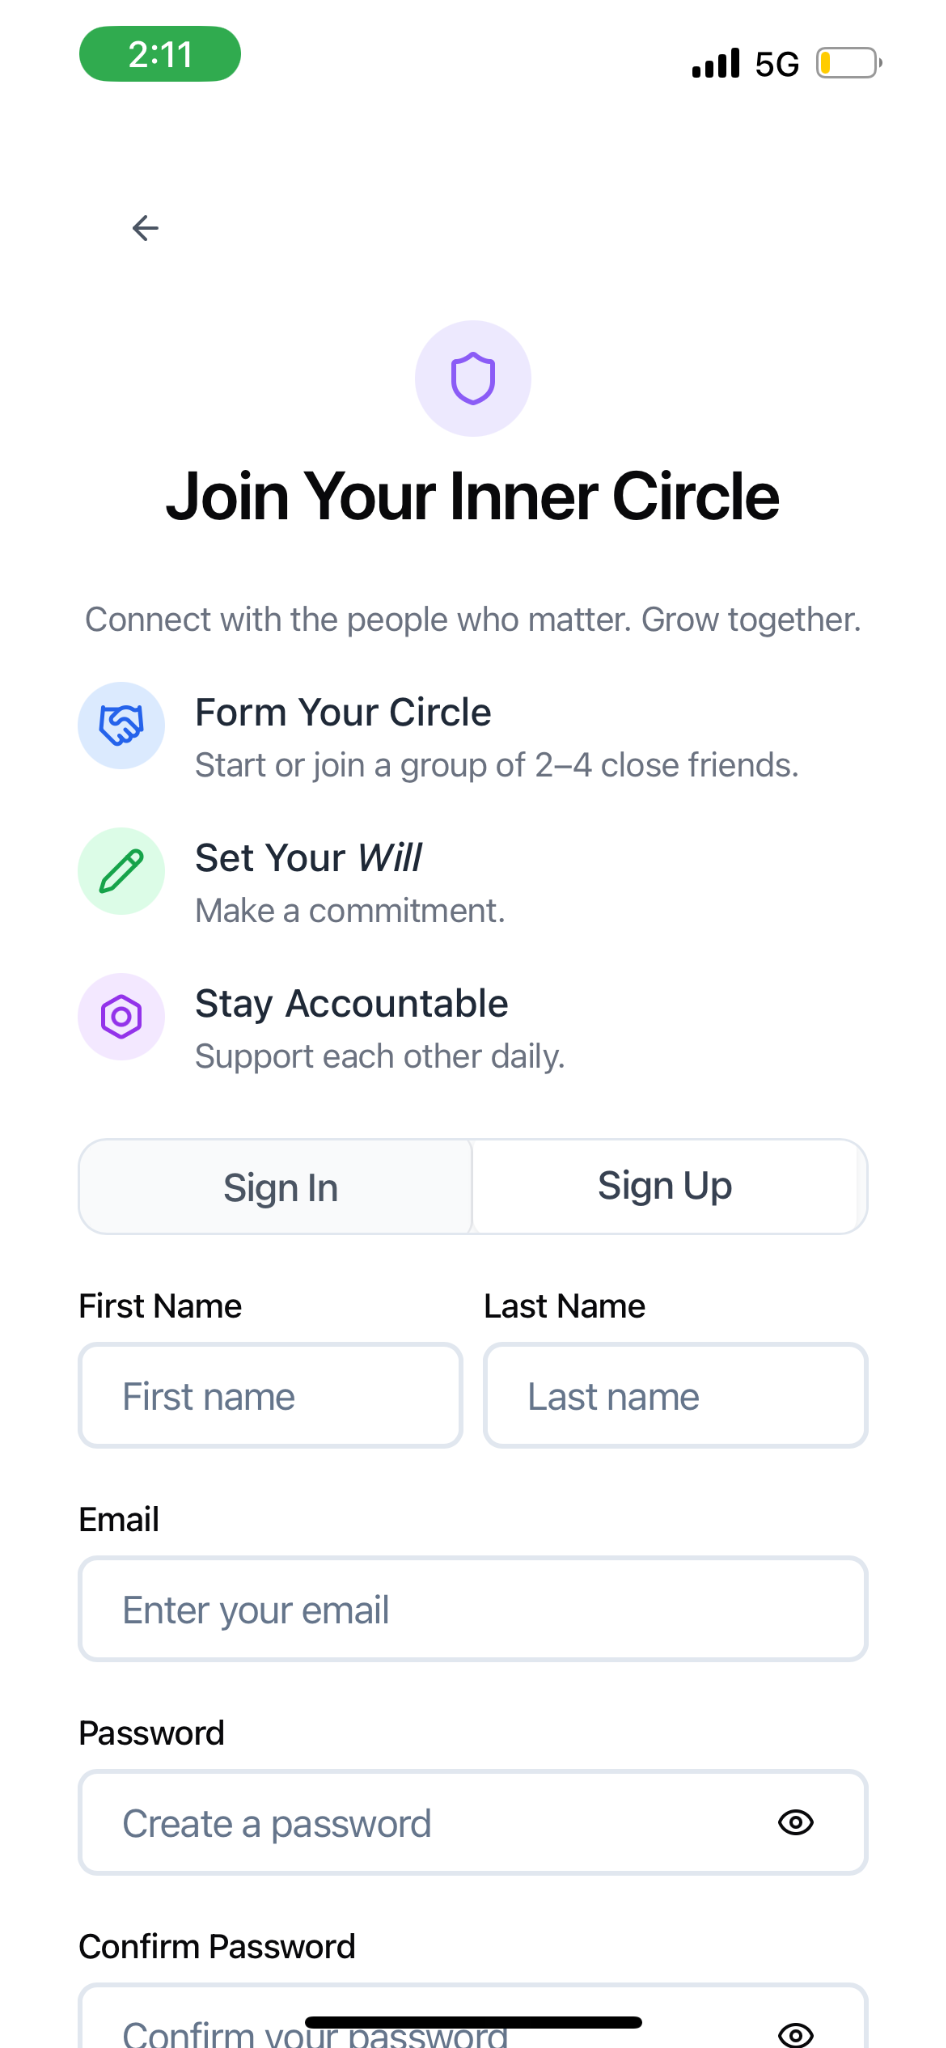 2:11
5G
Join Your Inner Circle
Connect with the people who matter. Grow together.
Form Your Circle
Start or join a group of 2–4 close friends.
Set Your Will
Make a commitment.
Stay Accountable
Support each other daily.
Sign In
Sign Up
First Name
Last Name
First name
Last name
Email
Enter your email
Password
Create a password
Confirm Password
Confirm your password